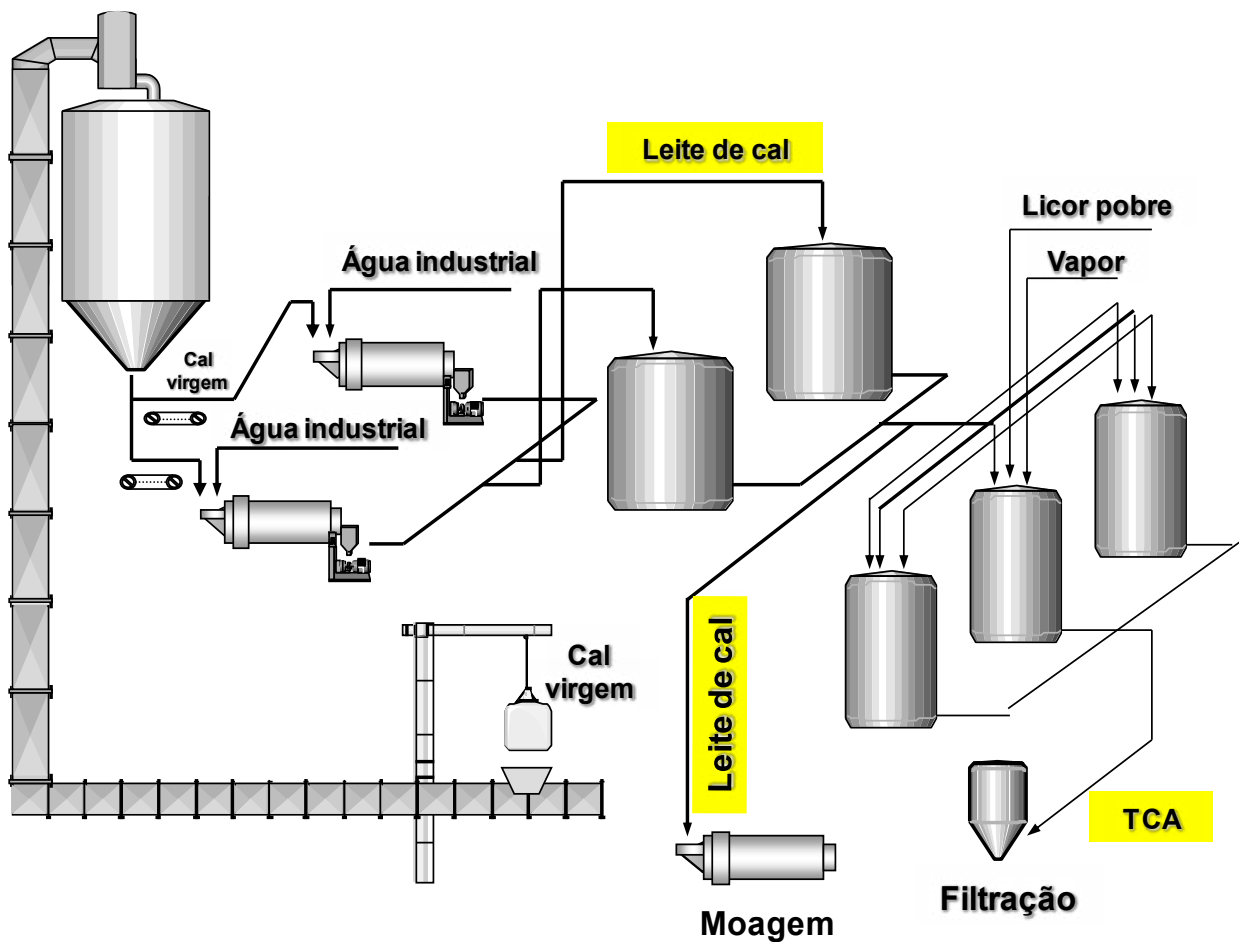 Leite de cal
Licor pobre
Água industrial
Vapor
Cal
virgem
Água industrial
Leite de cal
Cal
virgem
TCA
Filtração
Moagem